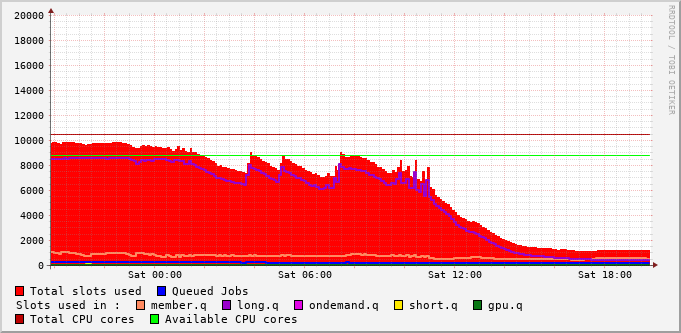 20000
18000
16000
14000
12000
10000
8000
6000
4000
2000
0
Sat 00:00 Sat 06:00 Sat 12:00 Sat 18:00
Total slots used Queued Jobs
Slots used in : member.q long.q ondemand.q short.q gpu.q
Total CPU cores Available CPU cores
RRDTOOL / TOBI OETIKER